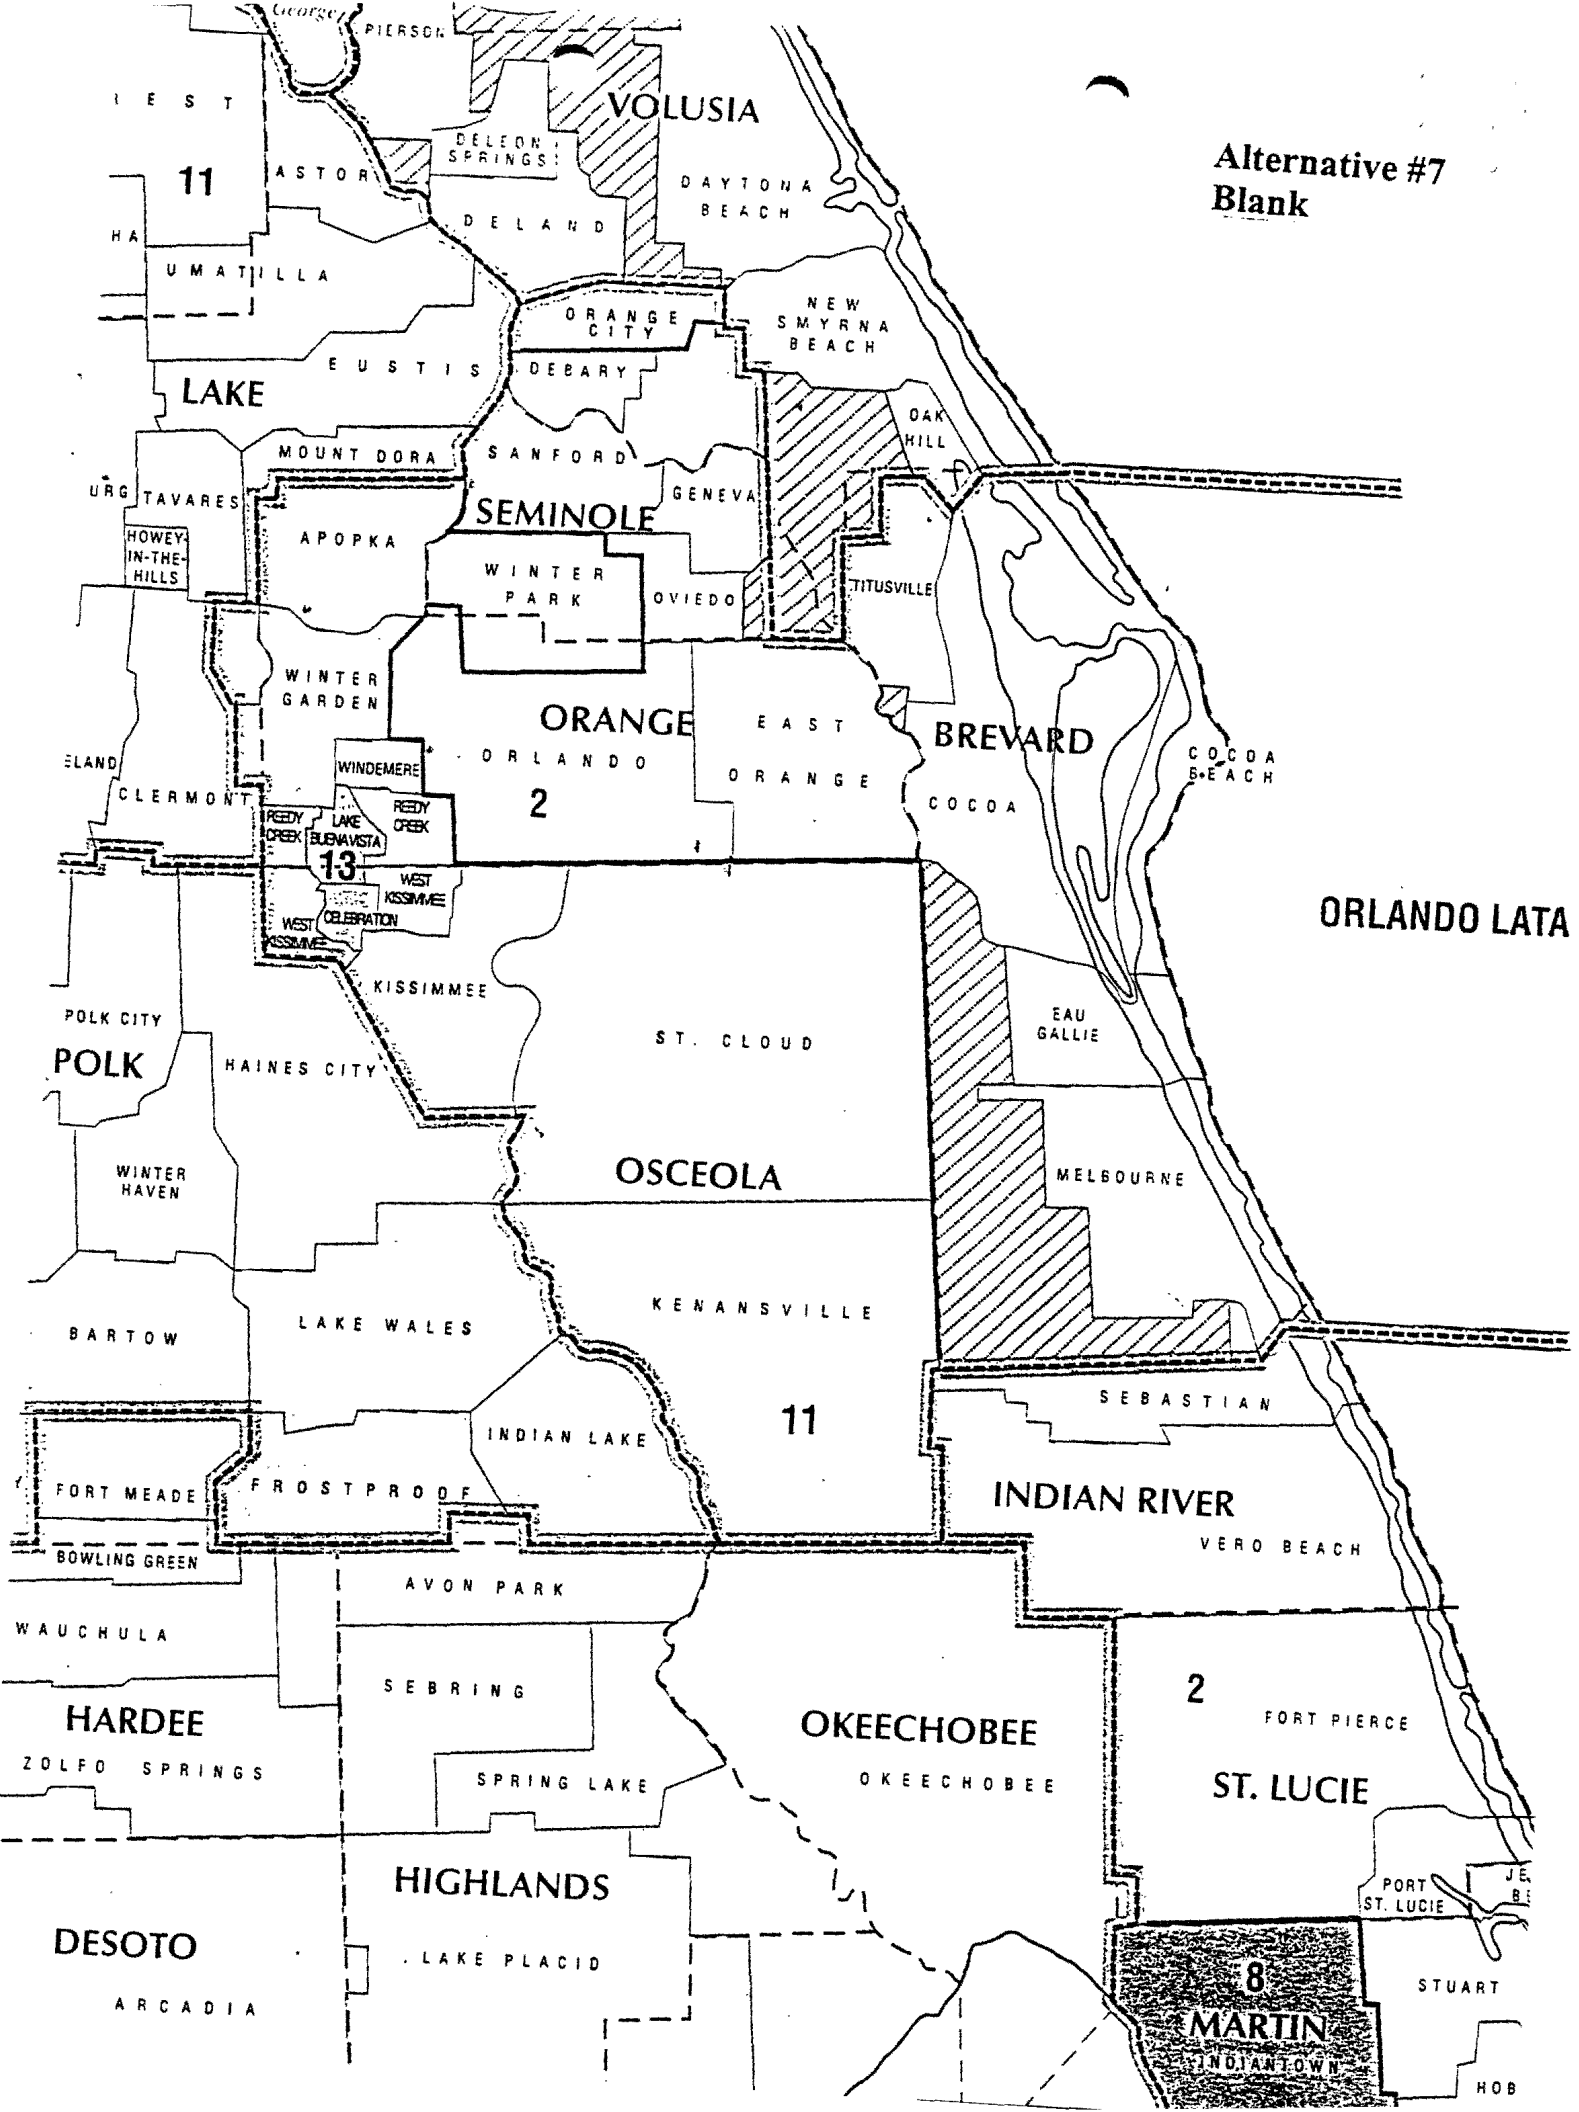 George
PIERSON
VOLUSIA
DELEON
SPRINGS
Alternative #7
Blank
11
ASTOR
DAYTONA
BEACH
DELAND
UMATILLA
ORANGE
CITY
NEW
SMYRNA
BEACH
EUSTIS
DEBARY
LAKE
OAK
HILL
MOUNT DORA
SANFORD
TAVARES
GENEVA
SEMINOLE
HOWEY-
IN-THE-
HILLS
APOPKA
WINTER
PARK
OVIEDO
TITUSVILLE
WINTER
GARDEN
ORANGE
EAST
ORANGE
BREVARD
COCOA
BEACH
ORLANDO
WINDEMERE
CLERMONT
2
COCOA
REEDY
CREEK
LAKE
BUENA VISTA
REEDY
CREEK
13
WEST
KISSIMMEE
CELEBRATION
WEST
KISSIMMEE
ORLANDO LATA
KISSIMMEE
POLK CITY
EAU
GALLIE
ST. CLOUD
POLK
HAINES CITY
WINTER
HAVEN
OSCEOLA
MELBOURNE
KENANSVILLE
BARTOW
LAKE WALES
SEBASTIAN
11
INDIAN LAKE
FORT MEADE
FROSTPROOF
INDIAN RIVER
VERO BEACH
BOWLING GREEN
AVON PARK
WAUCHULA
SEBRING
2
HARDEE
OKEECHOBEE
FORT PIERCE
ZOLFO SPRINGS
SPRING LAKE
OKEECHOBEE
ST. LUCIE
HIGHLANDS
PORT
ST. LUCIE
DESOTO
LAKE PLACID
8
STUART
ARCADIA
MARTIN
INDIANTOWN
HOB